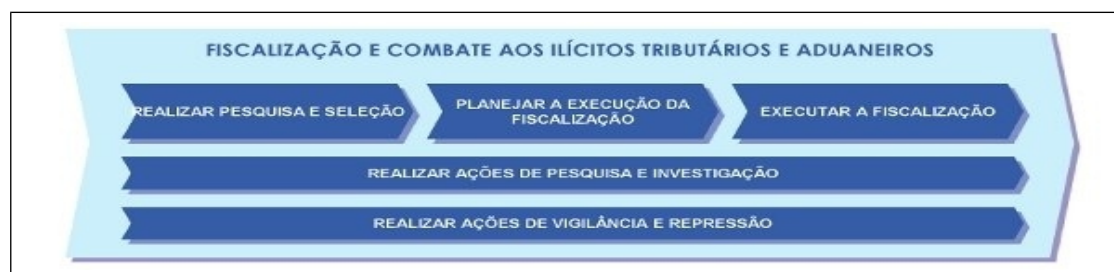 FISCALIZAÇÃO E COMBATE AOS ILÍCITOS TRIBUTÁRIOS E ADUANEIROS
REALIZAR PESQUISA E SELEÇÃO
PLANEJAR A EXECUÇÃO DA
FISCALIZAÇÃO
EXECUTAR A FISCALIZAÇÃO
REALIZAR AÇÕES DE PESQUISA E INVESTIGAÇÃO
REALIZAR AÇÕES DE VIGILÂNCIA E REPRESSÃO